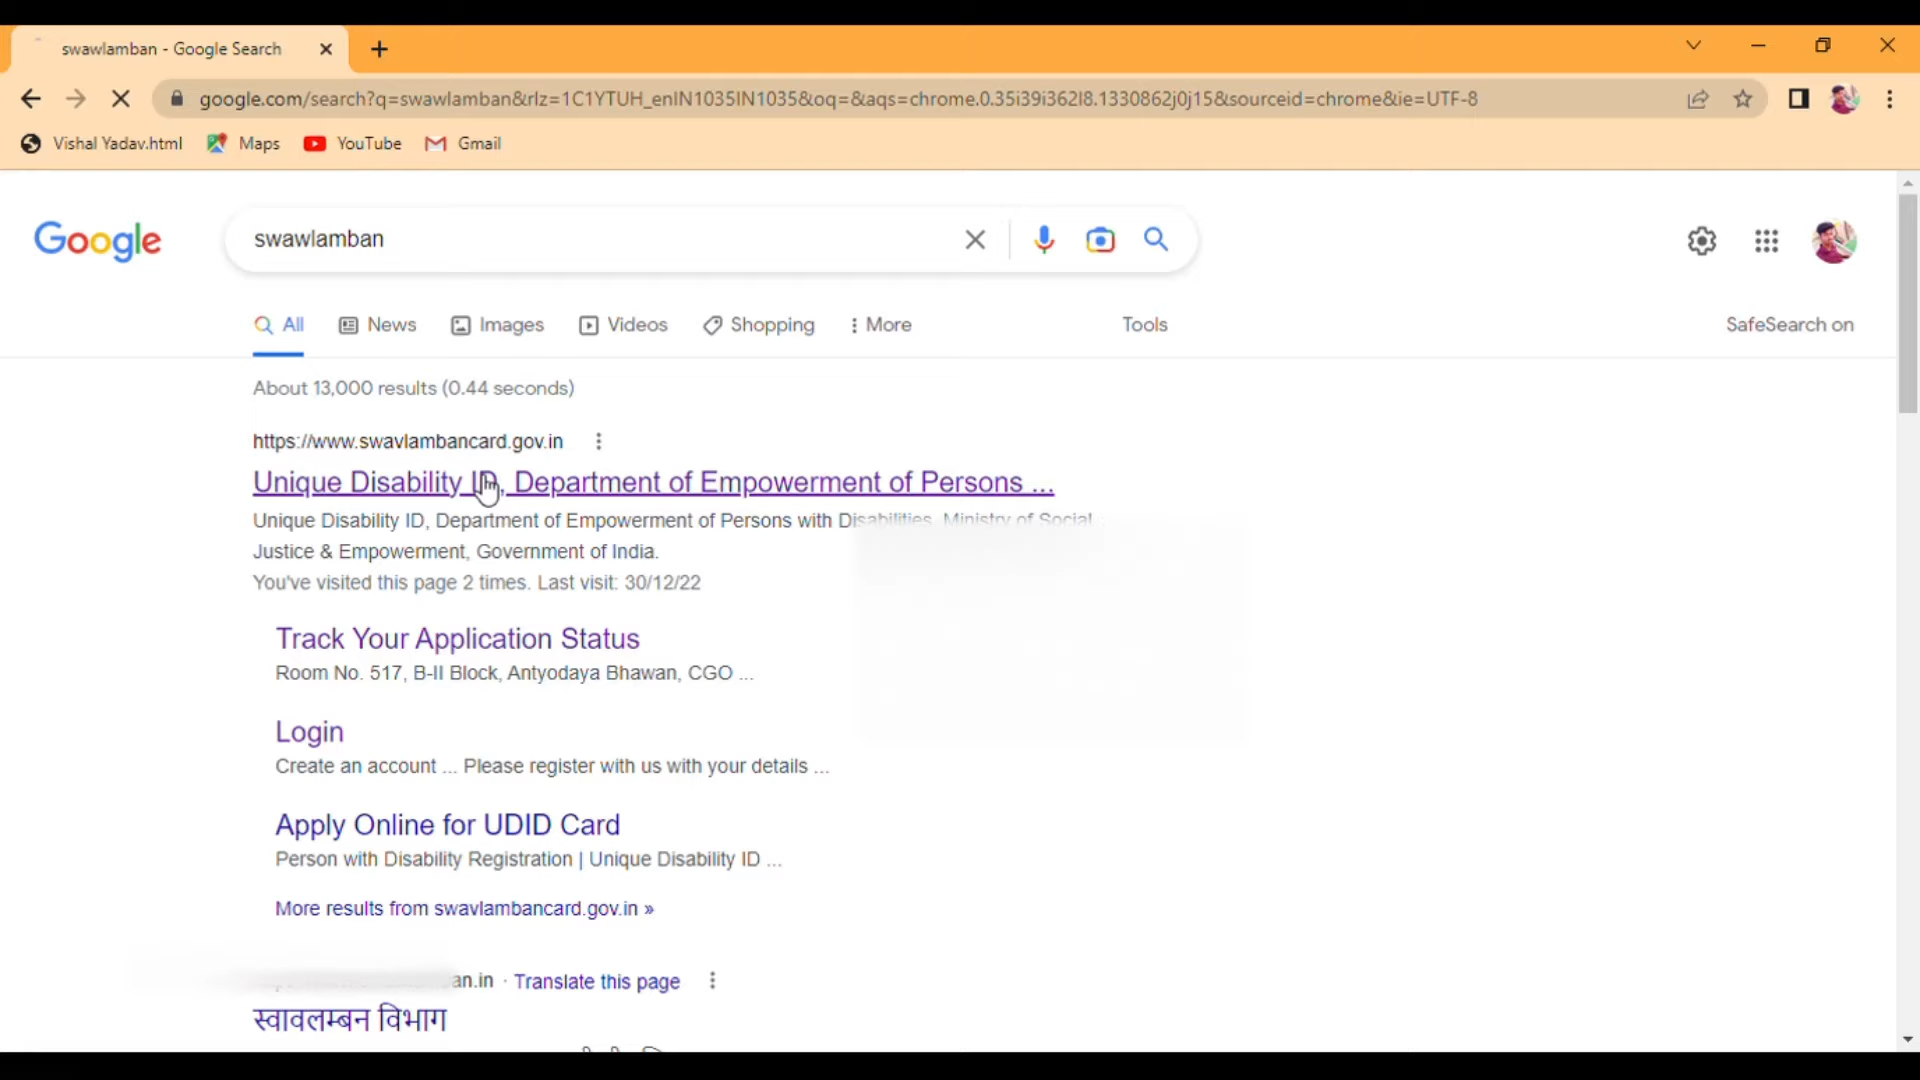 swawlamban - Google Search
google.com/search?q=swawlamban&rlz=1C1YTUH_enIN1035IN1035&oq=&aqs=chrome.0.35i39i362l8.1330862j0j15&sourceid=chrome&ie=UTF-8
Vishal Yadav.html Maps YouTube Gmail
Google swawlamban
All News Images Videos Shopping More Tools SafeSearch on
About 13,000 results (0.44 seconds)
https://www.swavlambancard.gov.in
Unique Disability ID, Department of Empowerment of Persons ...
Unique Disability ID, Department of Empowerment of Persons with Disabilities, Ministry of Social
Justice & Empowerment, Government of India.
You've visited this page 2 times. Last visit: 30/12/22
Track Your Application Status
Room No. 517, B-II Block, Antyodaya Bhawan, CGO ...
Login
Create an account ... Please register with us with your details ...
Apply Online for UDID Card
Person with Disability Registration | Unique Disability ID ...
More results from swavlambancard.gov.in »
an.in · Translate this page
स्वावलम्बन विभाग